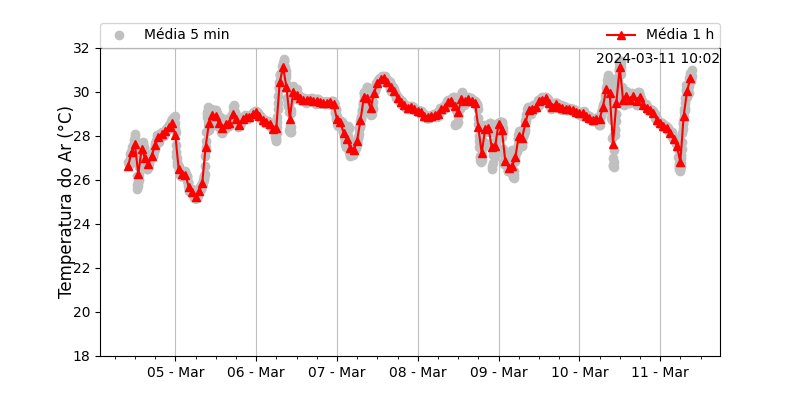 Média 5 min
Média 1 h
2024-03-11 10:02
Temperatura do Ar (°C)
32
30
28
26
24
22
20
18
05 - Mar
06 - Mar
07 - Mar
08 - Mar
09 - Mar
10 - Mar
11 - Mar